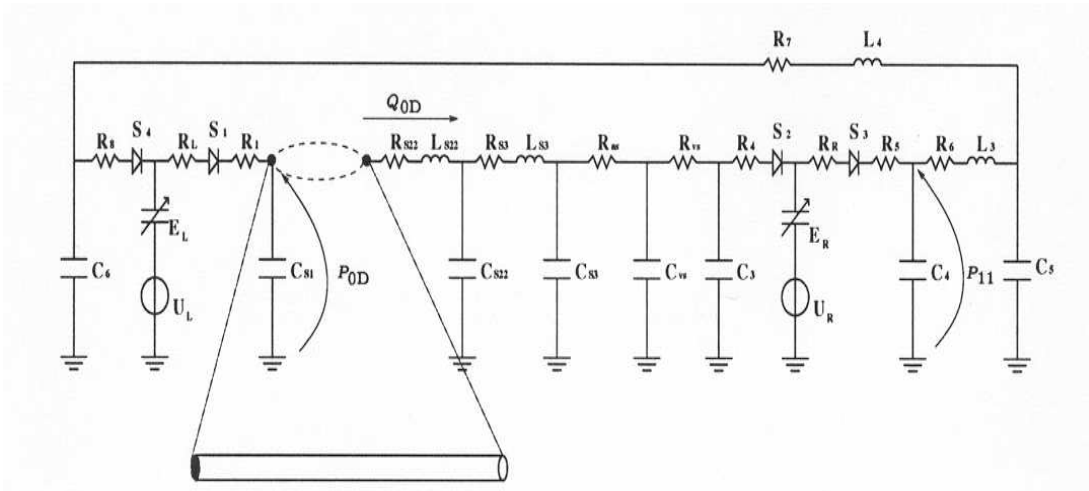 R7 L4
Q0D
R8 S4 RL S1 R1 RS22 LS22 RS3 LS3 Ras Rvs R4 S2 RR S3 R5 R6 L3
EL ER
C6 CS1 P0D CS22 CS3 Cvs C3 C4 P11 C5
UL UR